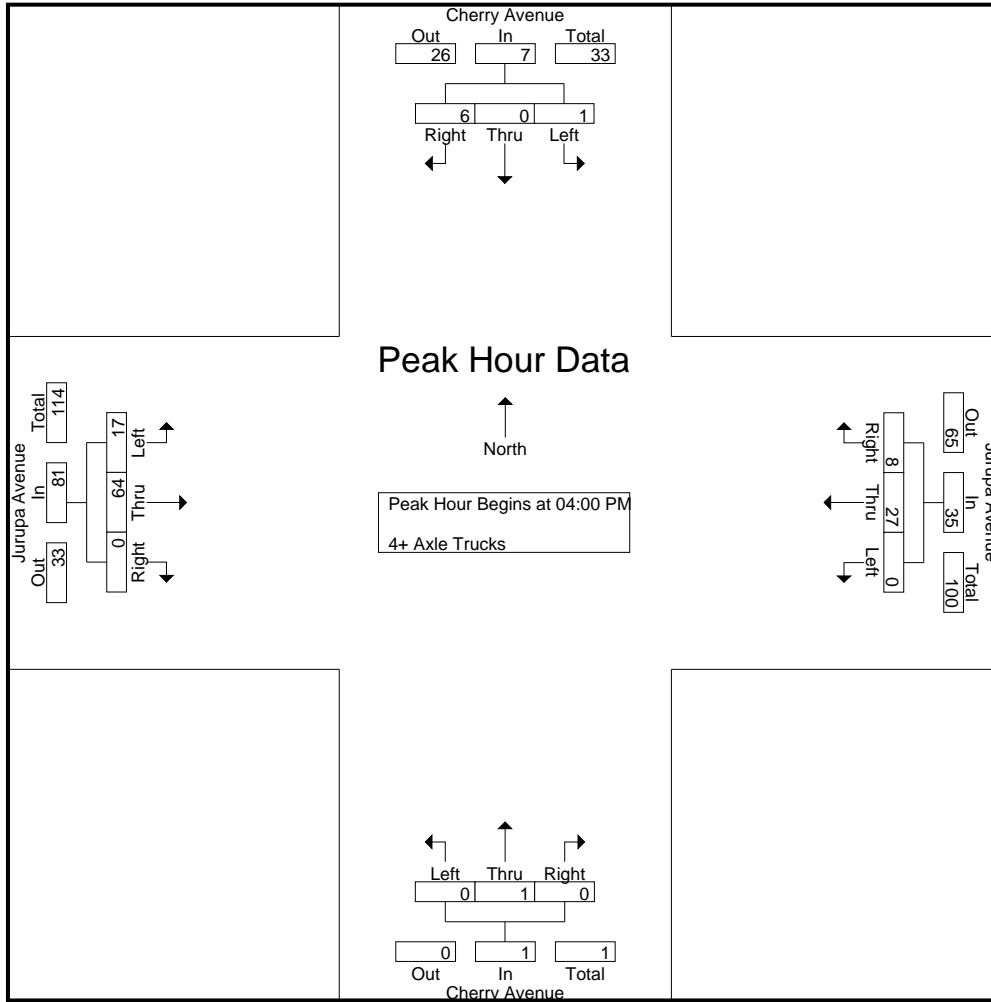 Cherry Avenue
Out In Total
26 7 33
6 0 1
Right Thru Left
Peak Hour Data
North
Peak Hour Begins at 04:00 PM
4+ Axle Trucks
Jurupa Avenue
Total In Out
114 81 33
17 64 0
Left Thru Right
Right Thru Left
8 27 0
Out In Total
65 35 100
Jurupa Avenue
Left Thru Right
0 1 0
0 1 1
Out In Total
Cherry Avenue